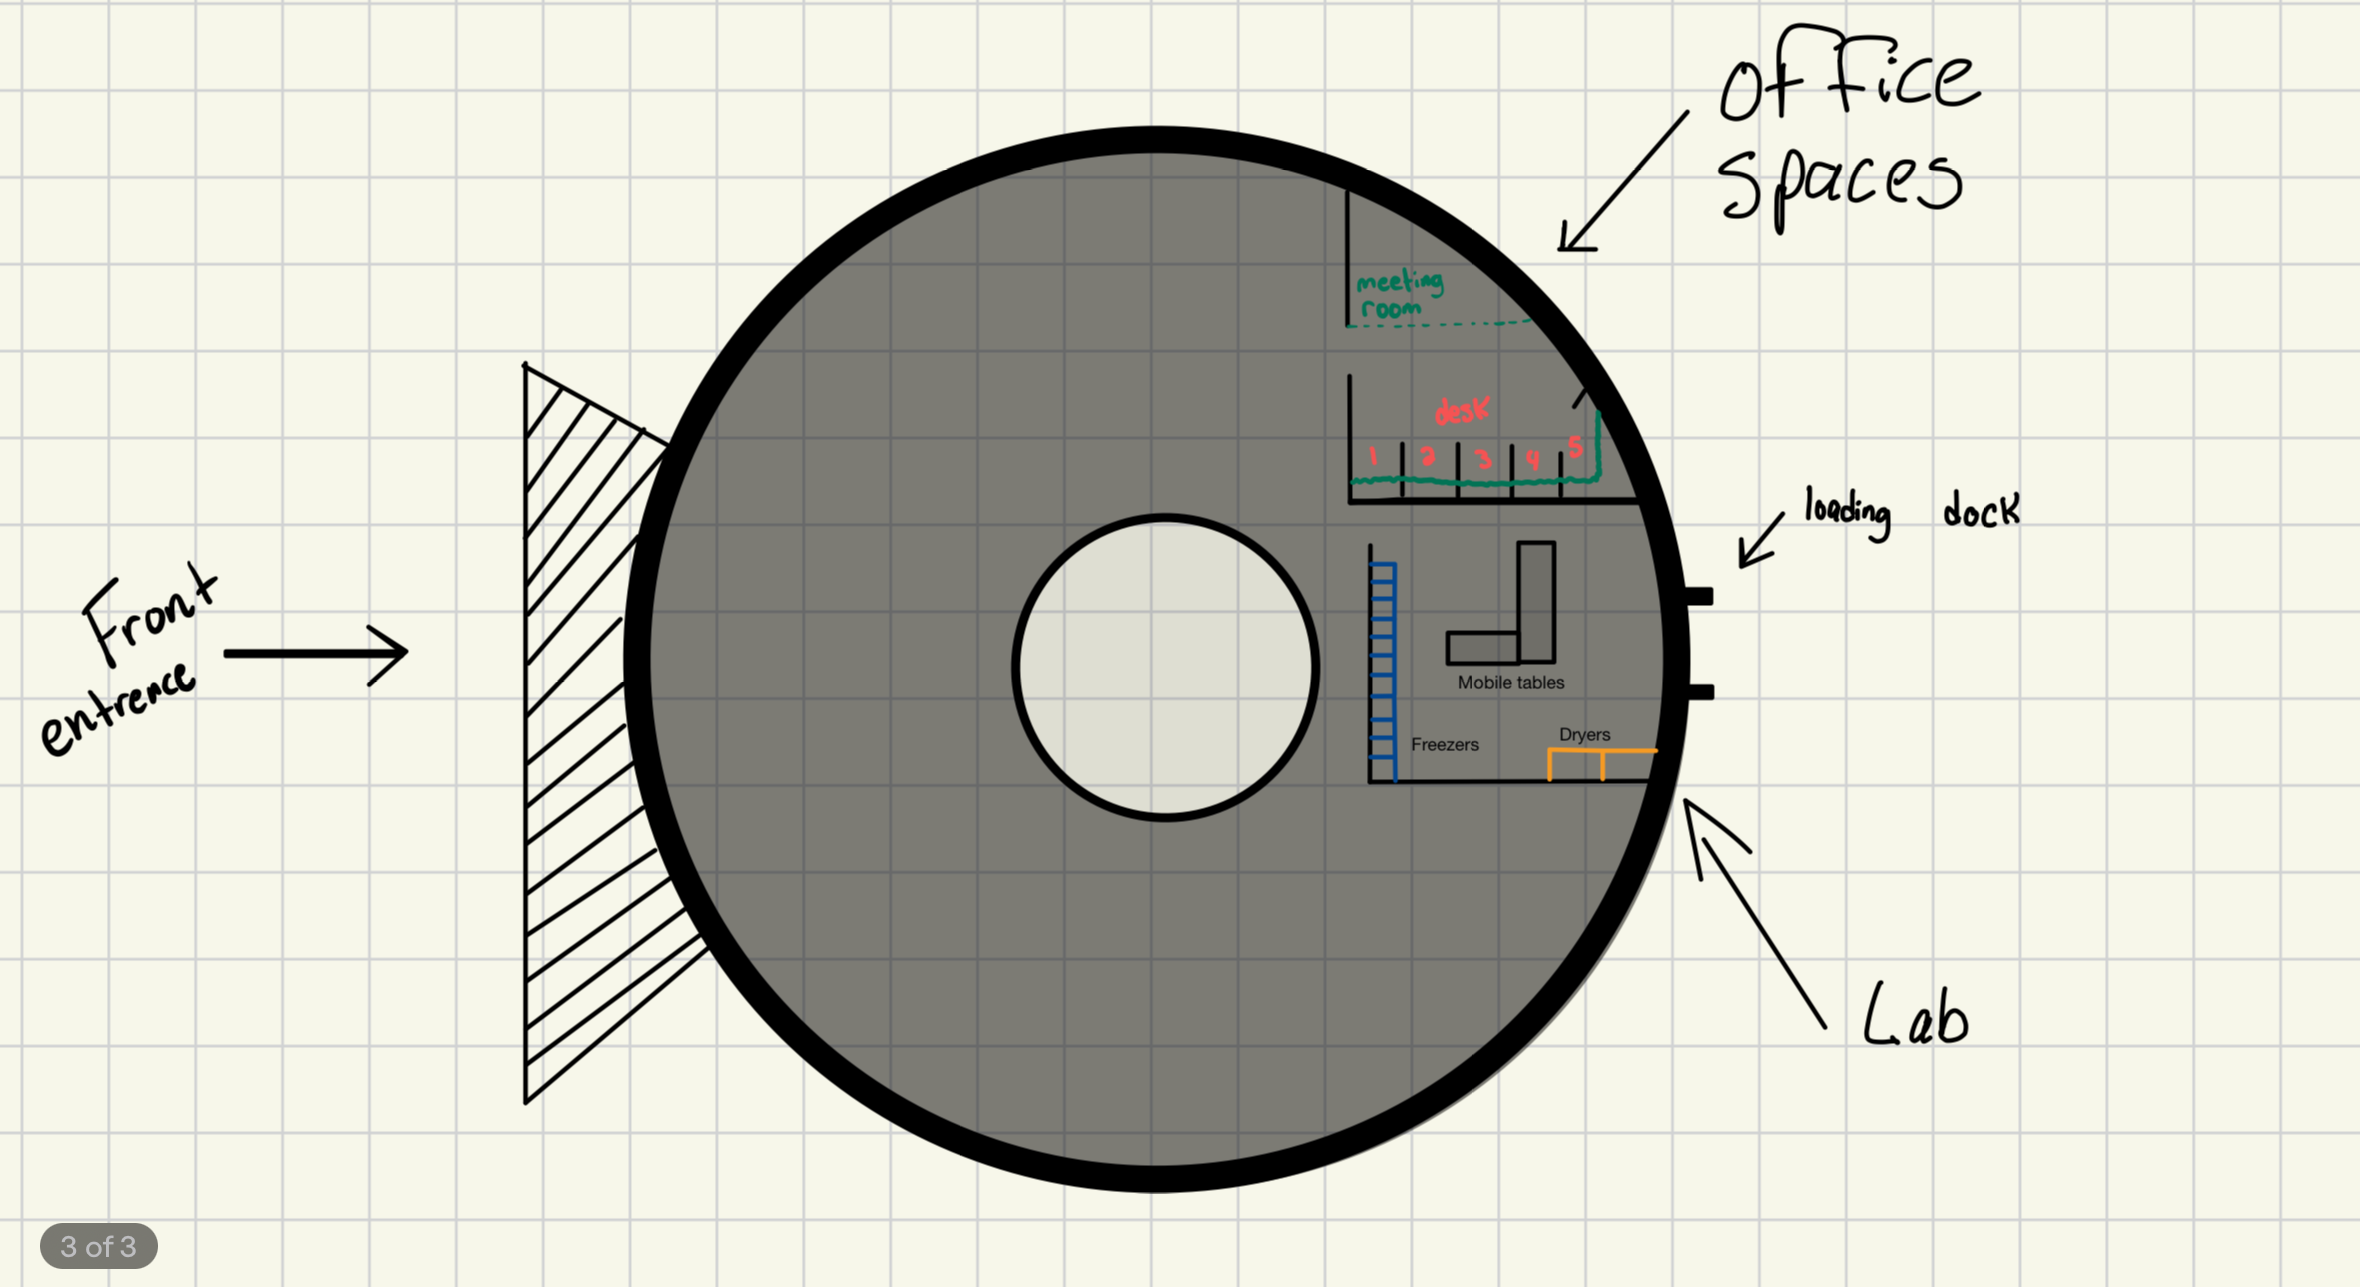 office
spaces
meeting
room
desk
1 2 3 4 5
loading dock
Front
entrence
Mobile tables
Dryers
Freezers
Lab
3 of 3